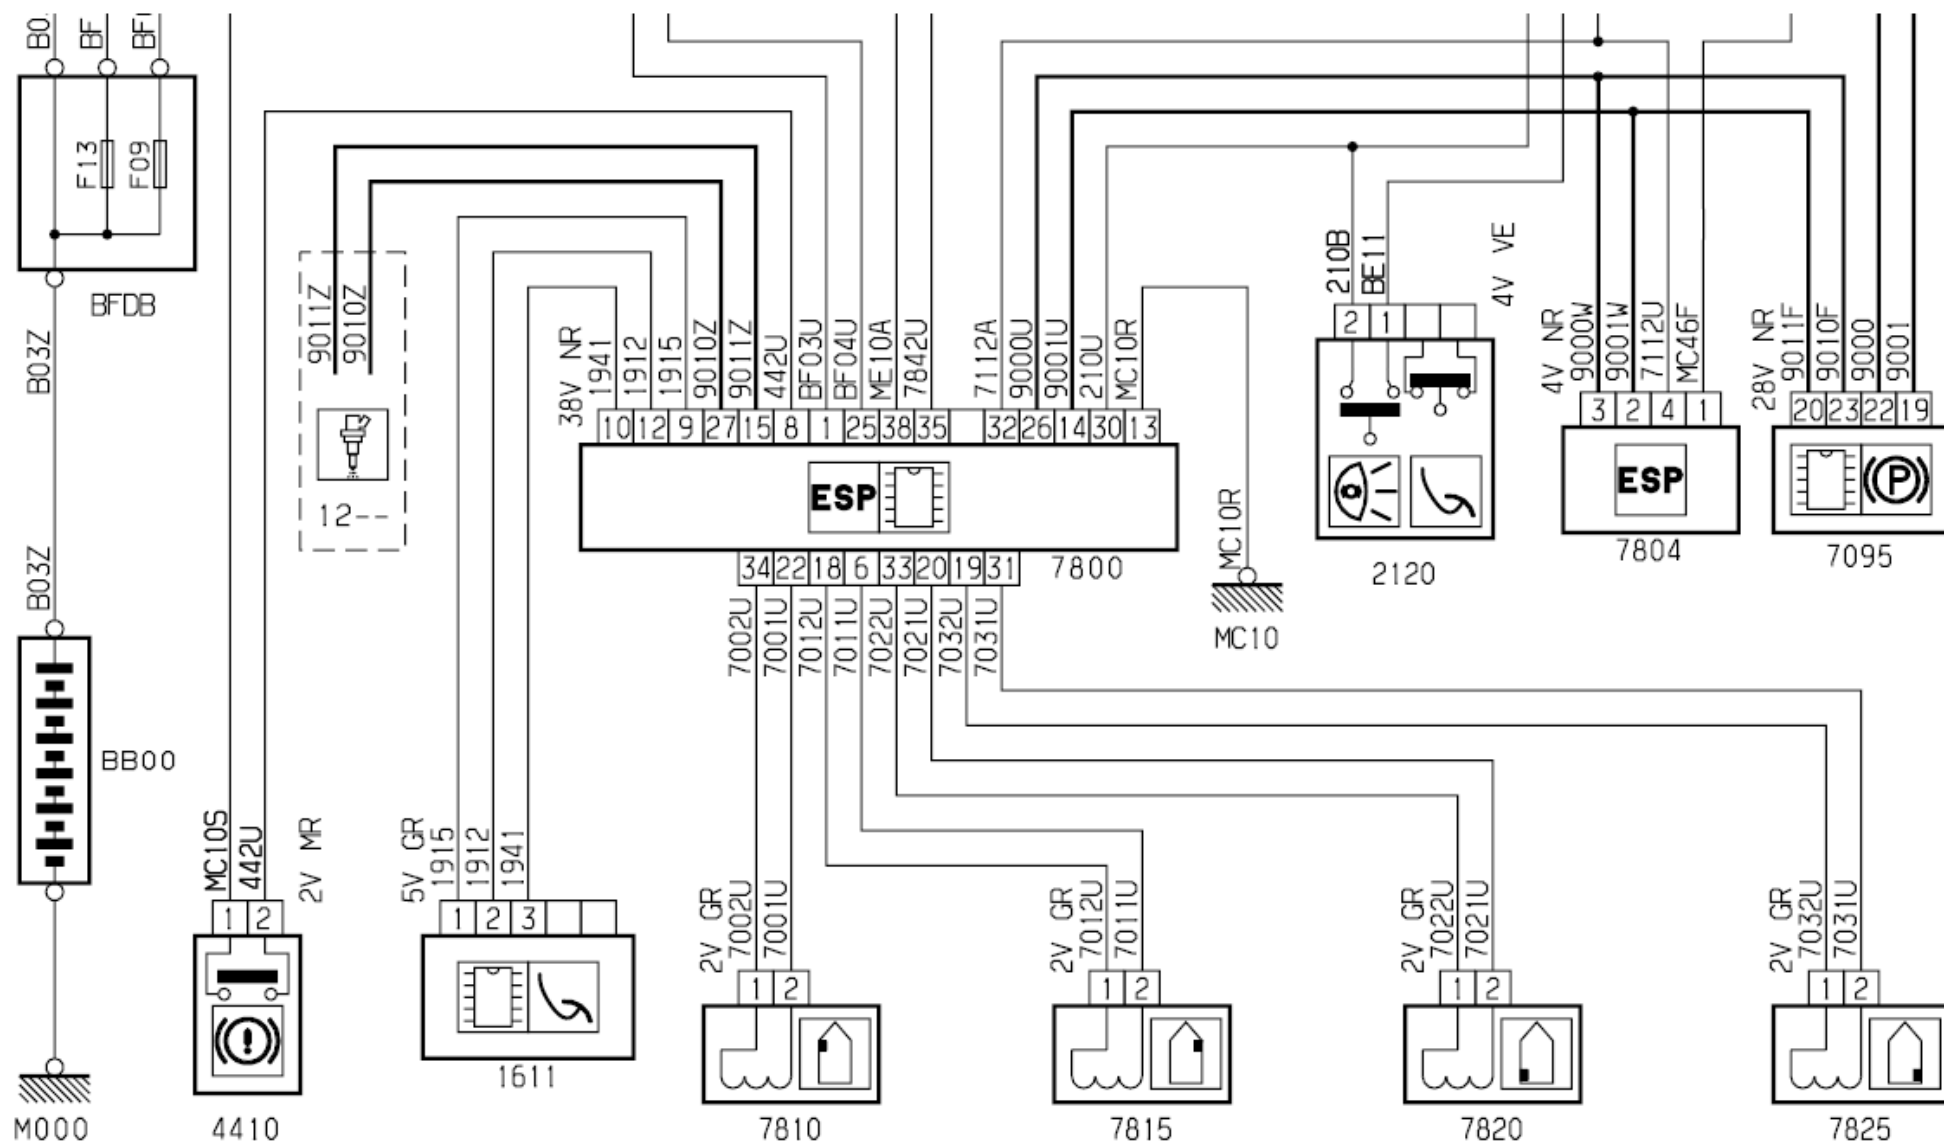 B0
BF
BF
F13
F09
BFDB
B03Z
B03Z
BB00
M000
9011Z
9010Z
12--
MC10S
442U
2V MR
1 2
4410
5V GR
1915
1912
1941
1 2 3
1611
38V NR
1941
1912
1915
9010Z
9011Z
442U
BF03U
BF04U
ME10A
7842U
7112A
9000U
9001U
210U
MC10R
10 12 9 27 15 8 1 25 38 35 32 26 14 30 13
ESP
34 22 18 6 33 20 19 31
7800
7002U
7001U
7012U
7011U
7022U
7021U
7032U
7031U
MC10R
MC10
210B
BE11
4V VE
2 1
2120
4V NR
9000W
9001W
7112U
MC46F
3 2 4 1
ESP
7804
28V NR
9011F
9010F
9000
9001
20 23 22 19
P
7095
2V GR
7002U
7001U
1 2
7810
2V GR
7012U
7011U
1 2
7815
2V GR
7022U
7021U
1 2
7820
2V GR
7032U
7031U
1 2
7825